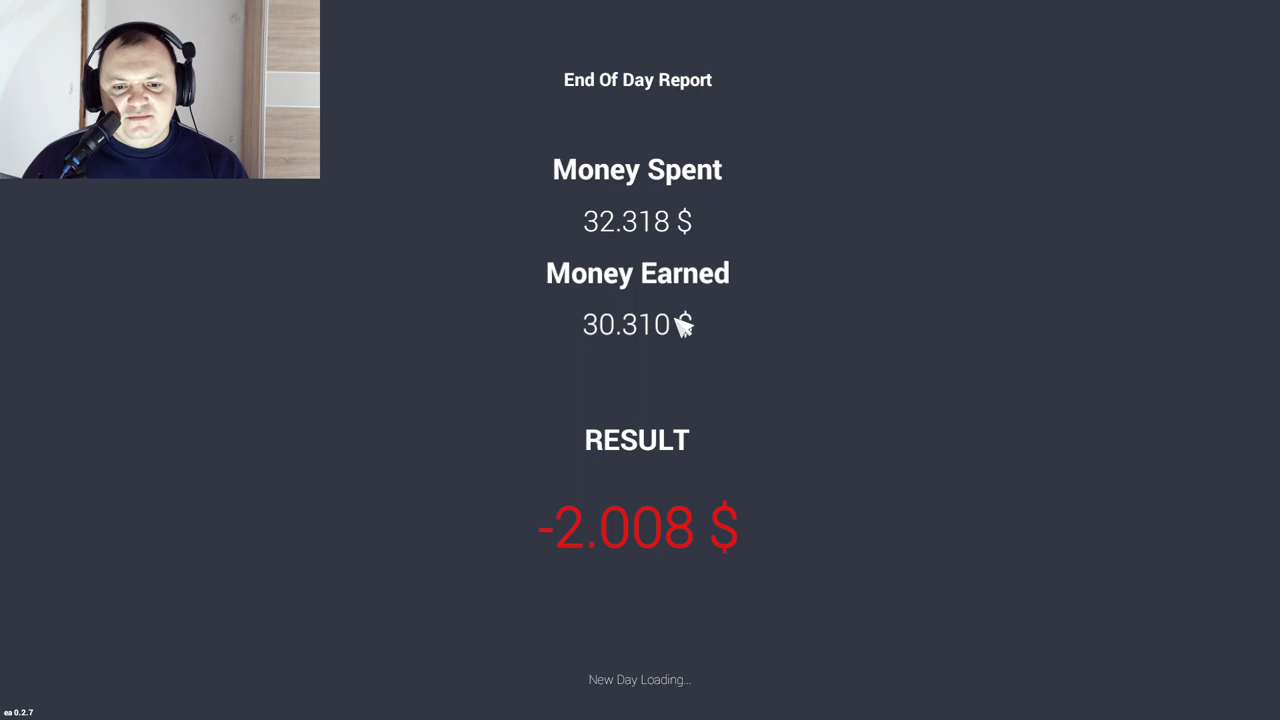 End Of Day Report
Money Spent
32.318 $
Money Earned
30.310 $
RESULT
-2.008 $
New Day Loading...
ea 0.2.7